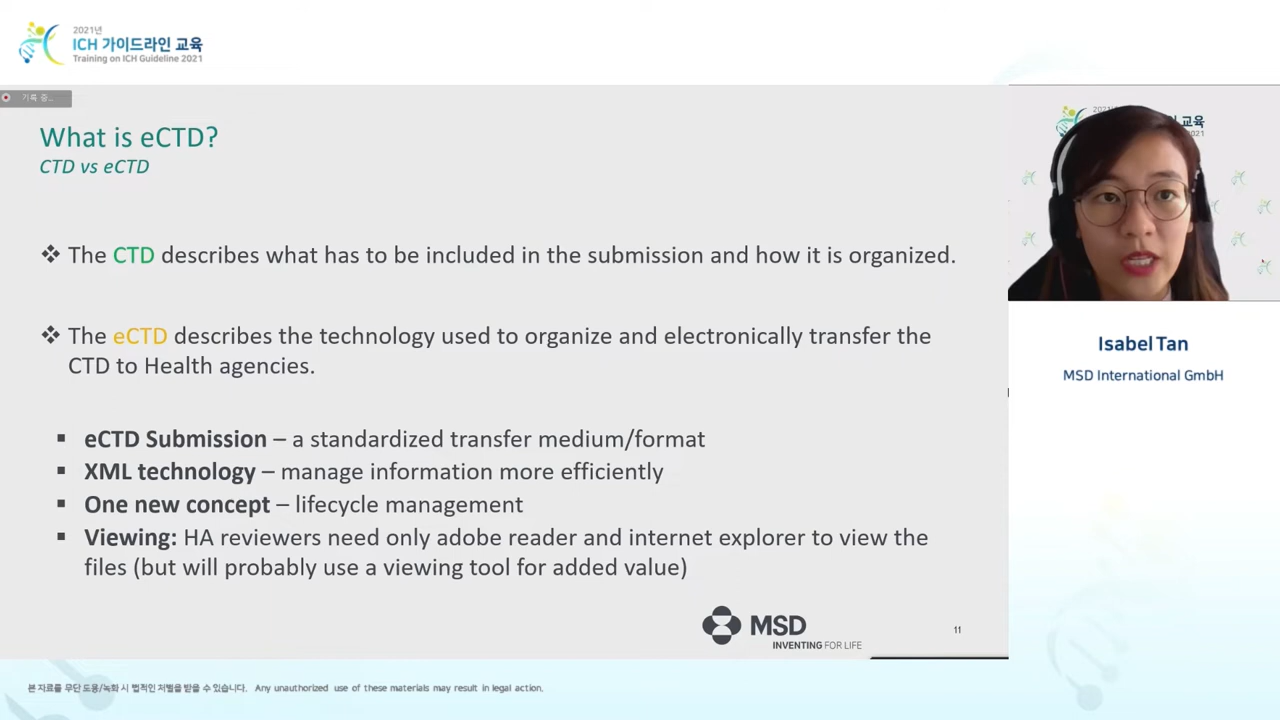 2021년
ICH 가이드라인 교육
Training on ICH Guideline 2021
기록 중...
What is eCTD?
CTD vs eCTD
❖ The CTD describes what has to be included in the submission and how it is organized.
❖ The eCTD describes the technology used to organize and electronically transfer the
CTD to Health agencies.
▪ eCTD Submission – a standardized transfer medium/format
▪ XML technology – manage information more efficiently
▪ One new concept – lifecycle management
▪ Viewing: HA reviewers need only adobe reader and internet explorer to view the
files (but will probably use a viewing tool for added value)
MSD
INVENTING FOR LIFE
11
교육
2021
Isabel Tan
MSD International GmbH
본 자료를 무단 도용/녹화 시 법적인 처벌을 받을 수 있습니다. Any unauthorized use of these materials may result in legal action.